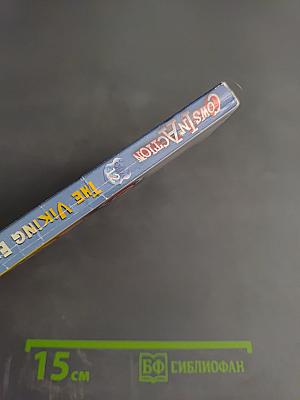 COWS IN ACTION
THE VIKING E
15 см
БФ БИБЛИОФАН